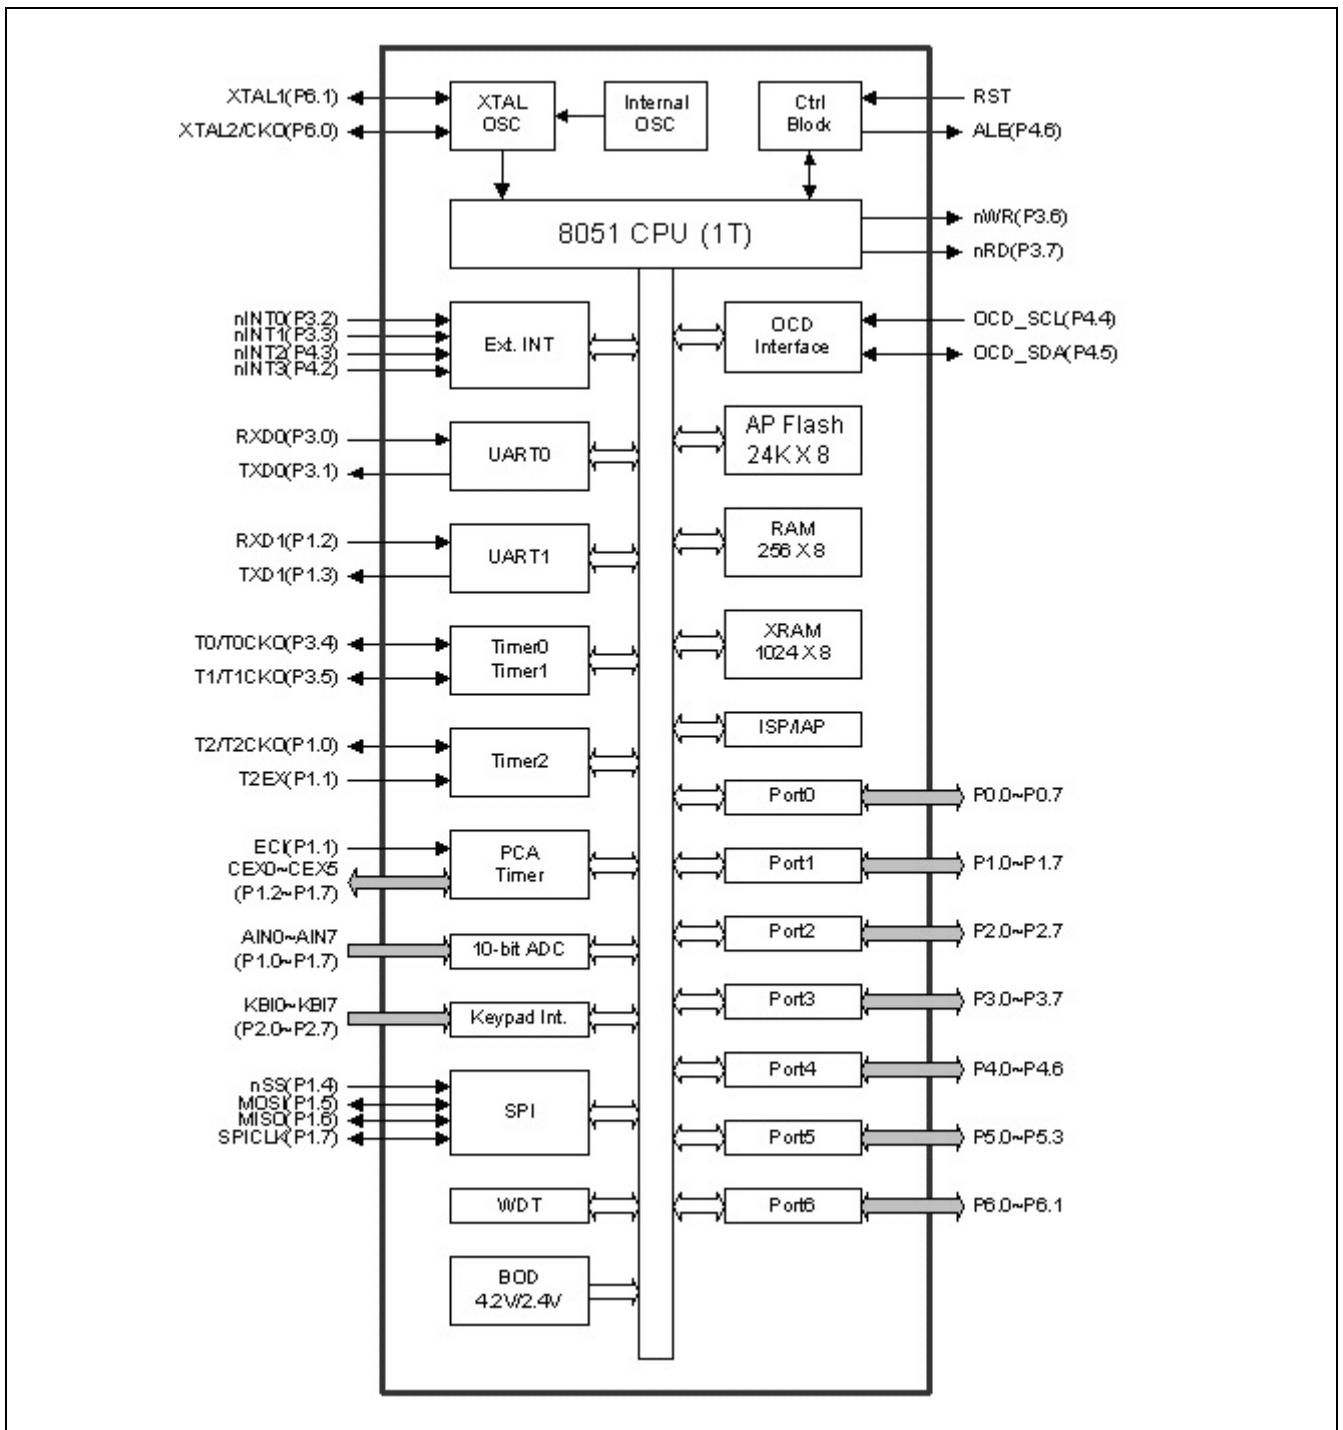 XTAL1(P6.1)
XTAL2/CKO(P6.0)
XTAL
OSC
Internal
OSC
Ctrl
Block
RST
ALE(P4.6)
8051 CPU (1T)
nWR(P3.6)
nRD(P3.7)
nINT0(P3.2)
nINT1(P3.3)
nINT2(P4.3)
nINT3(P4.2)
Ext. INT
OCD
Interface
OCD_SCL(P4.4)
OCD_SDA(P4.5)
RXD0(P3.0)
TXD0(P3.1)
UART0
AP Flash
24K X 8
RXD1(P1.2)
TXD1(P1.3)
UART1
RAM
256 X 8
T0/T0CKO(P3.4)
T1/T1CKO(P3.5)
Timer0
Timer1
XRAM
1024 X 8
T2/T2CKO(P1.0)
T2EX(P1.1)
Timer2
ISP/IAP
Port0
P0.0~P0.7
ECI(P1.1)
CEX0~CEX5
(P1.2~P1.7)
PCA
Timer
Port1
P1.0~P1.7
AIN0~AIN7
(P1.0~P1.7)
10-bit ADC
Port2
P2.0~P2.7
KBI0~KBI7
(P2.0~P2.7)
Keypad Int.
Port3
P3.0~P3.7
nSS(P1.4)
MOSI(P1.5)
MISO(P1.6)
SPICLK(P1.7)
SPI
Port4
P4.0~P4.6
Port5
P5.0~P5.3
WDT
Port6
P6.0~P6.1
BOD
4.2V/2.4V